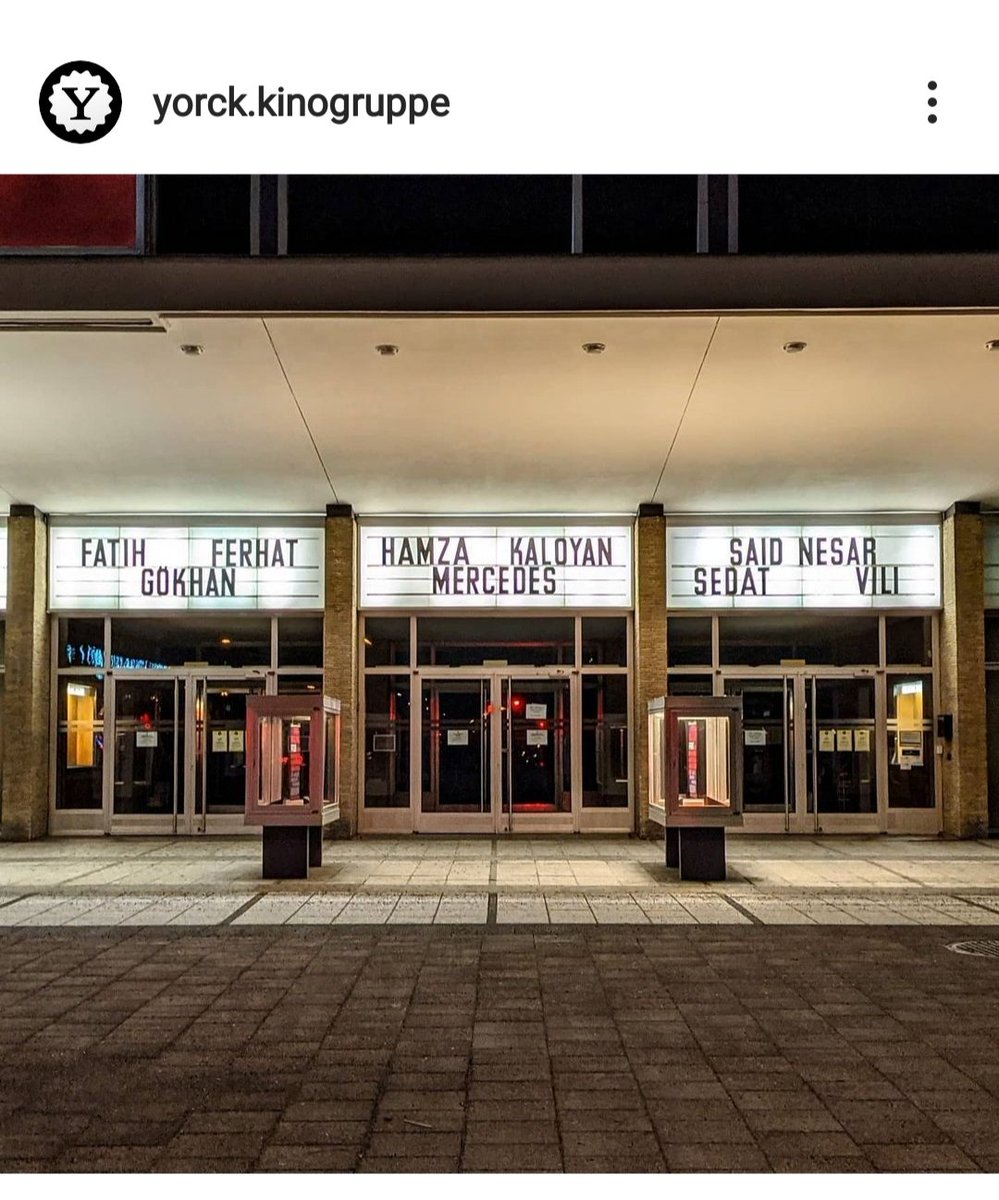 Y
yorck.kinogruppe
FATIH FERHAT
GÖKHAN
HAMZA KALOYAN
MERCEDES
SAID NESAR
SEDAT VILI